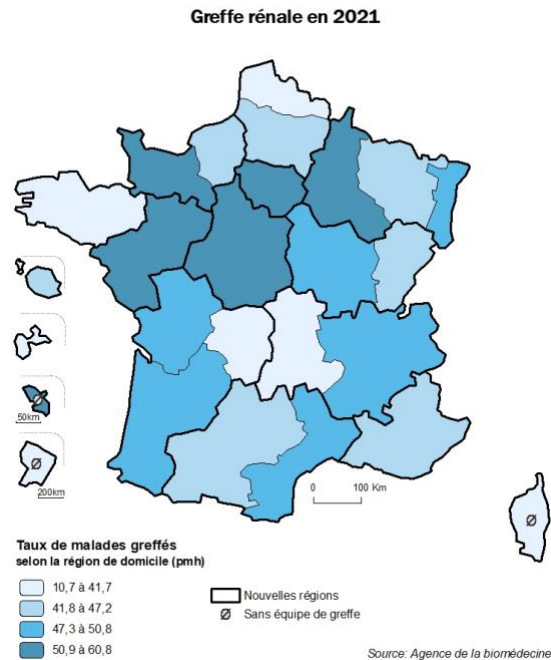 Greffe rénale en 2021
50km
200km
0 100 Km
Taux de malades greffés
selon la région de domicile (pmh)
10,7 à 41,7
41,8 à 47,2
47,3 à 50,8
50,9 à 60,8
Nouvelles régions
Sans équipe de greffe
Source: Agence de la biomédecine